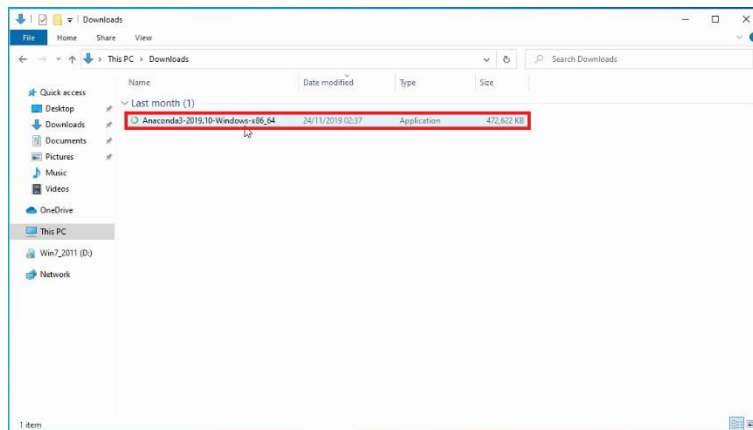 Downloads
File Home Share View
This PC > Downloads
Search Downloads
Name Date modified Type Size
Quick access
Last month (1)
Desktop
Anaconda3-2019.10-Windows-x86_64 24/11/2019 02:37 Application 472,622 KB
Downloads
Documents
Pictures
Music
Videos
OneDrive
This PC
Win7_2011 (D:)
Network
1 item